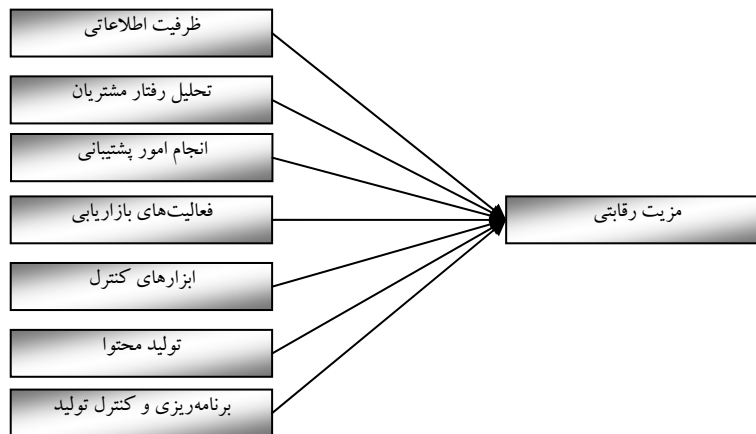 ظرفیت اطلاعاتی
تحلیل رفتار مشتریان
انجام امور پشتیبانی
فعالیت‌های بازاریابی
مزیت رقابتی
ابزارهای کنترل
تولید محتوا
برنامه‌ریزی و کنترل تولید